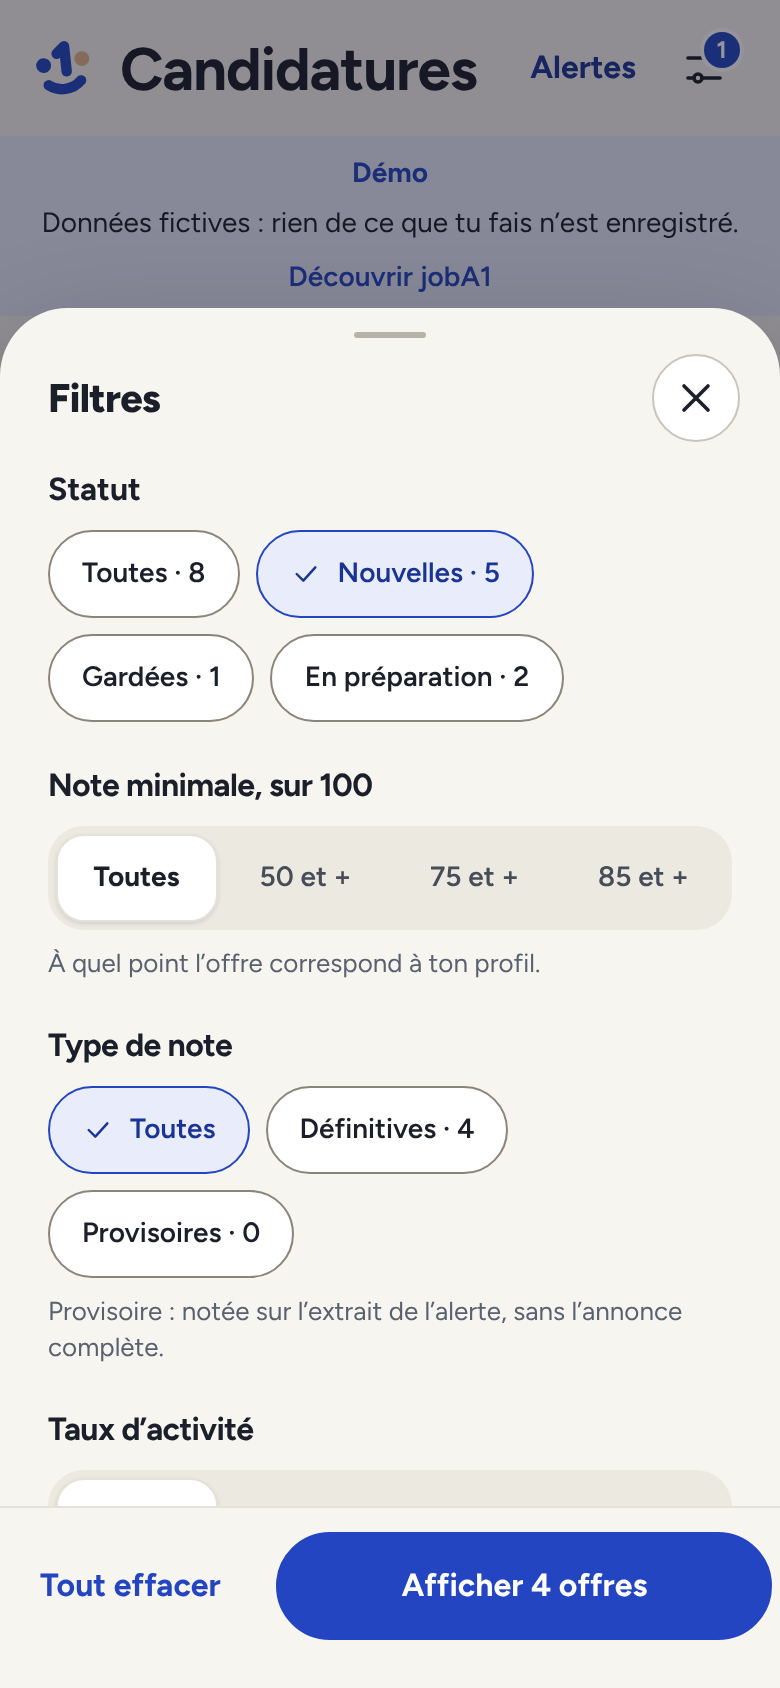 Candidatures
Alertes
1
Démo
Données fictives : rien de ce que tu fais n’est enregistré.
Découvrir jobA1
Filtres
Statut
Toutes · 8
Nouvelles · 5
Gardées · 1
En préparation · 2
Note minimale, sur 100
Toutes
50 et +
75 et +
85 et +
À quel point l’offre correspond à ton profil.
Type de note
Toutes
Définitives · 4
Provisoires · 0
Provisoire : notée sur l’extrait de l’alerte, sans l’annonce
complète.
Taux d’activité
Tout effacer
Afficher 4 offres